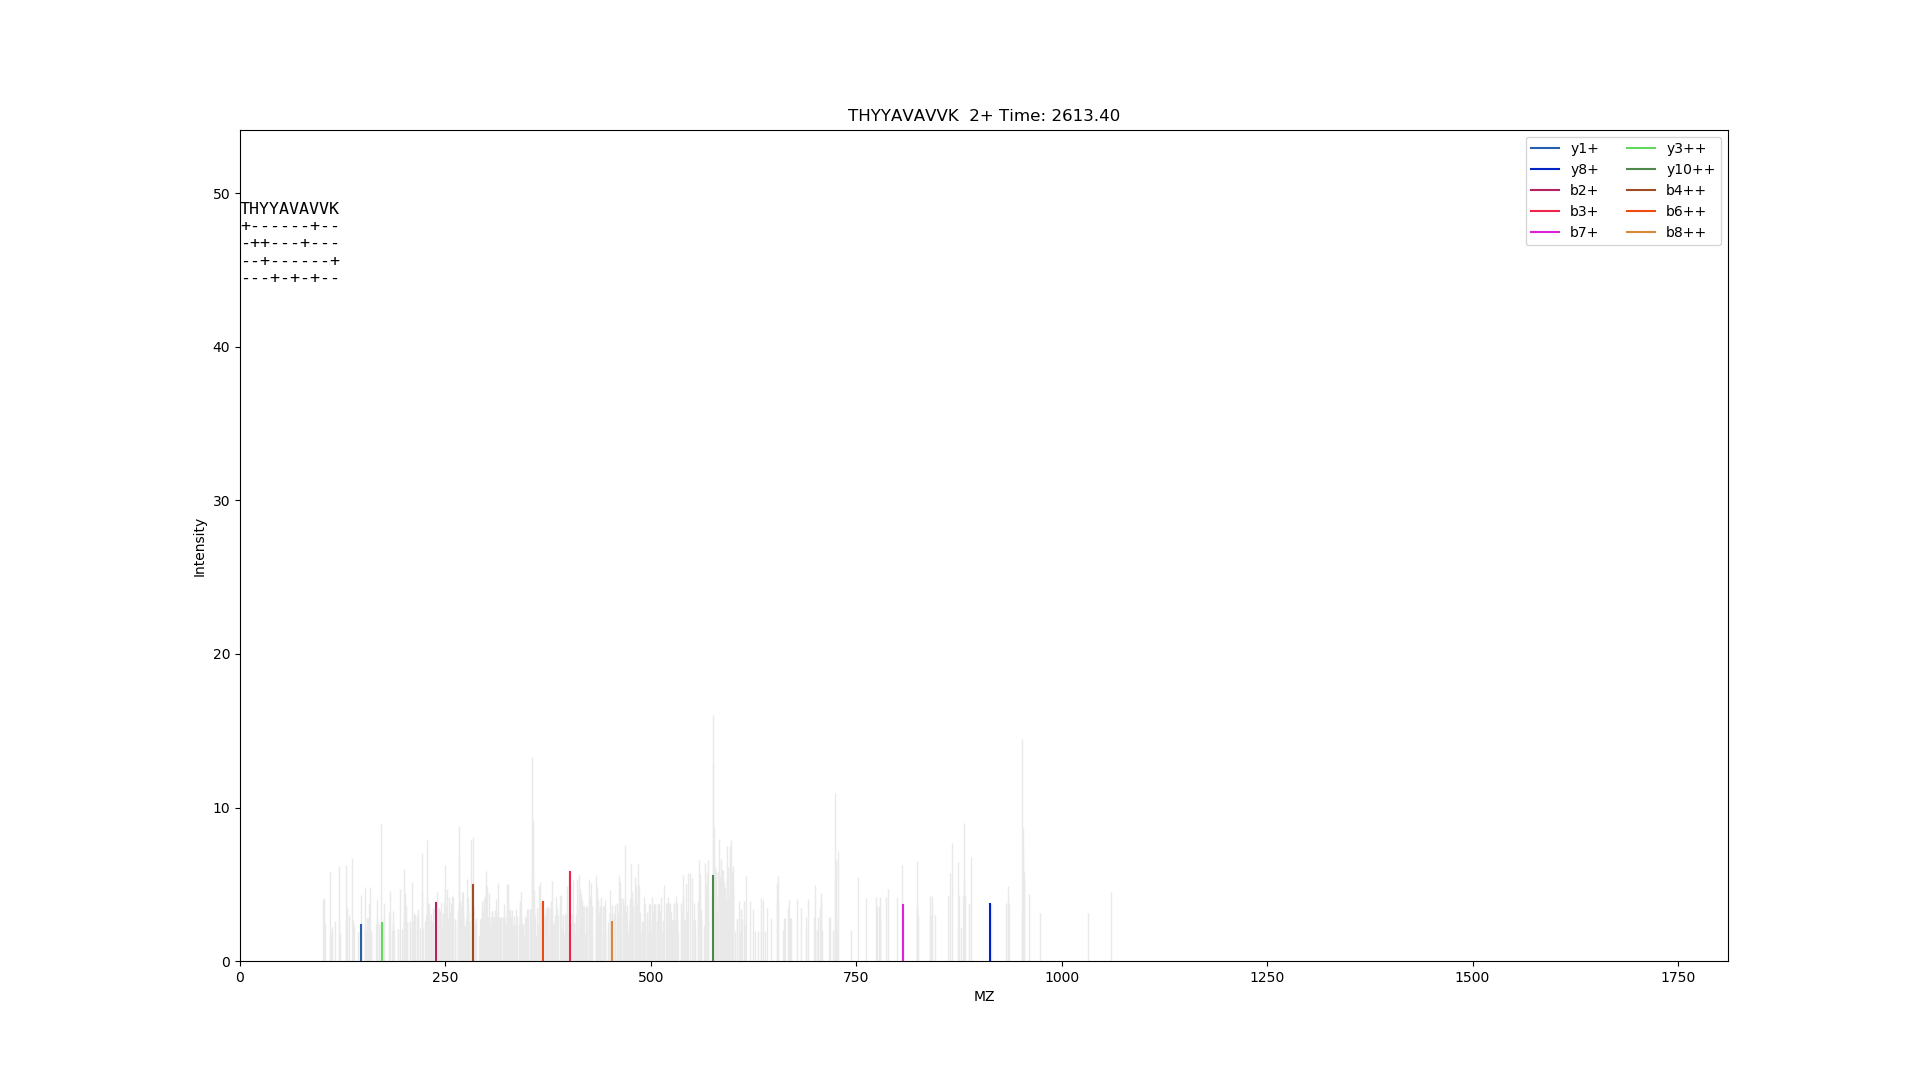 THYYAVAVVK  2+ Time: 2613.40
y1+ y3++
y8+ y10++
b2+ b4++
b3+ b6++
b7+ b8++
THYYAVAVVK
+------+--
-++---+---
--+------+
---+-+-+--
50
40
30
20
10
0
Intensity
0 250 500 750 1000 1250 1500 1750
MZ